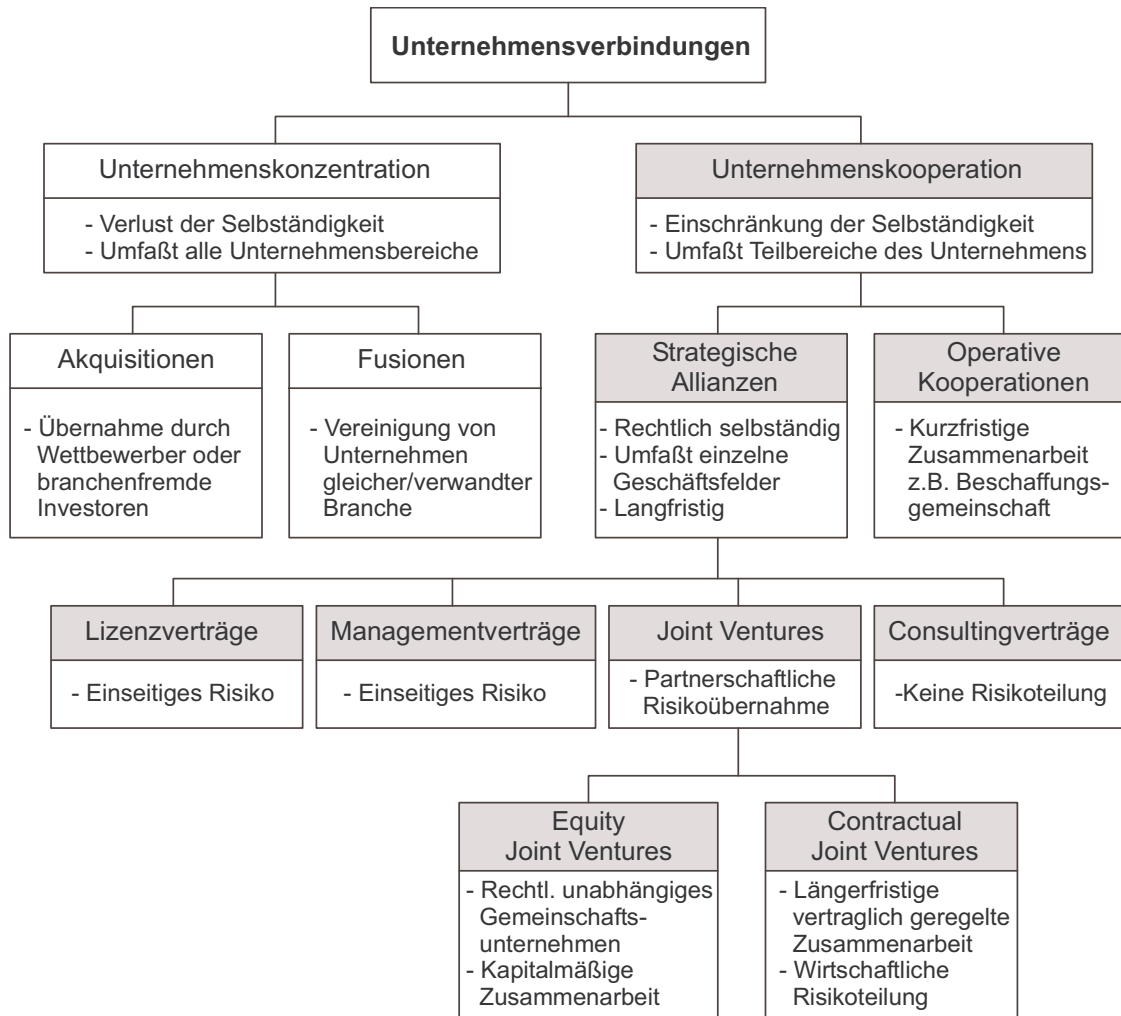 Unternehmensverbindungen
Unternehmenskonzentration
- Verlust der Selbständigkeit
- Umfaßt alle Unternehmensbereiche
Unternehmenskooperation
- Einschränkung der Selbständigkeit
- Umfaßt Teilbereiche des Unternehmens
Akquisitionen
- Übernahme durch
Wettbewerber oder
branchenfremde
Investoren
Fusionen
- Vereinigung von
Unternehmen
gleicher/verwandter
Branche
Strategische
Allianzen
- Rechtlich selbständig
- Umfaßt einzelne
Geschäftsfelder
- Langfristig
Operative
Kooperationen
- Kurzfristige
Zusammenarbeit
z.B. Beschaffungs-
gemeinschaft
Lizenzverträge
- Einseitiges Risiko
Managementverträge
- Einseitiges Risiko
Joint Ventures
- Partnerschaftliche
Risikoübernahme
Consultingverträge
-Keine Risikoteilung
Equity
Joint Ventures
- Rechtl. unabhängiges
Gemeinschafts-
unternehmen
- Kapitalmäßige
Zusammenarbeit
Contractual
Joint Ventures
- Längerfristige
vertraglich geregelte
Zusammenarbeit
- Wirtschaftliche
Risikoteilung